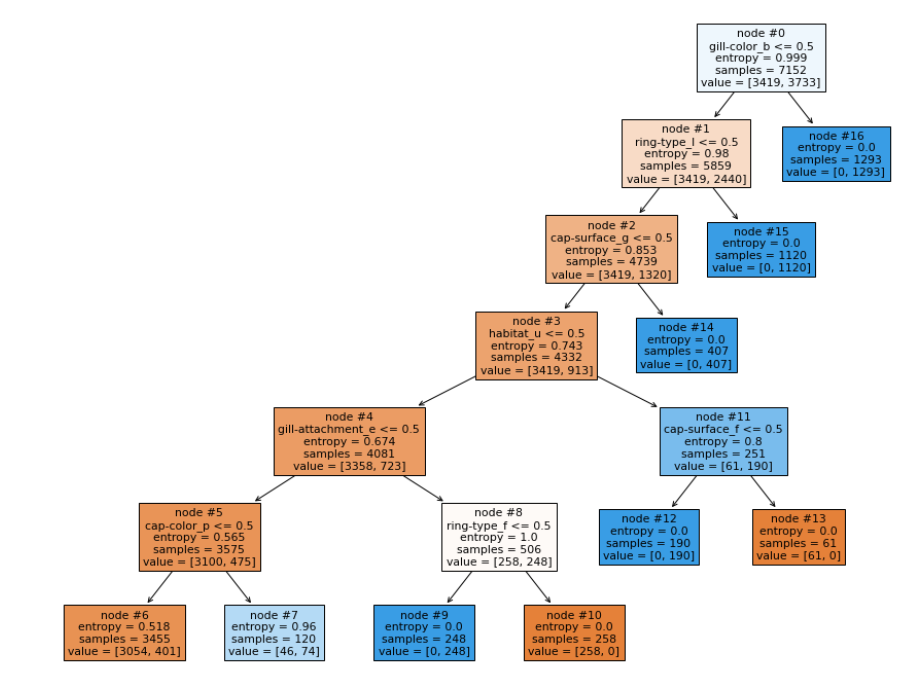 node #0
gill-color_b <= 0.5
entropy = 0.999
samples = 7152
value = [3419, 3733]
node #1
ring-type_l <= 0.5
entropy = 0.98
samples = 5859
value = [3419, 2440]
node #16
entropy = 0.0
samples = 1293
value = [0, 1293]
node #2
cap-surface_g <= 0.5
entropy = 0.853
samples = 4739
value = [3419, 1320]
node #15
entropy = 0.0
samples = 1120
value = [0, 1120]
node #3
habitat_u <= 0.5
entropy = 0.743
samples = 4332
value = [3419, 913]
node #14
entropy = 0.0
samples = 407
value = [0, 407]
node #4
gill-attachment_e <= 0.5
entropy = 0.674
samples = 4081
value = [3358, 723]
node #11
cap-surface_f <= 0.5
entropy = 0.8
samples = 251
value = [61, 190]
node #5
cap-color_p <= 0.5
entropy = 0.565
samples = 3575
value = [3100, 475]
node #8
ring-type_f <= 0.5
entropy = 1.0
samples = 506
value = [258, 248]
node #12
entropy = 0.0
samples = 190
value = [0, 190]
node #13
entropy = 0.0
samples = 61
value = [61, 0]
node #6
entropy = 0.518
samples = 3455
value = [3054, 401]
node #7
entropy = 0.96
samples = 120
value = [46, 74]
node #9
entropy = 0.0
samples = 248
value = [0, 248]
node #10
entropy = 0.0
samples = 258
value = [258, 0]